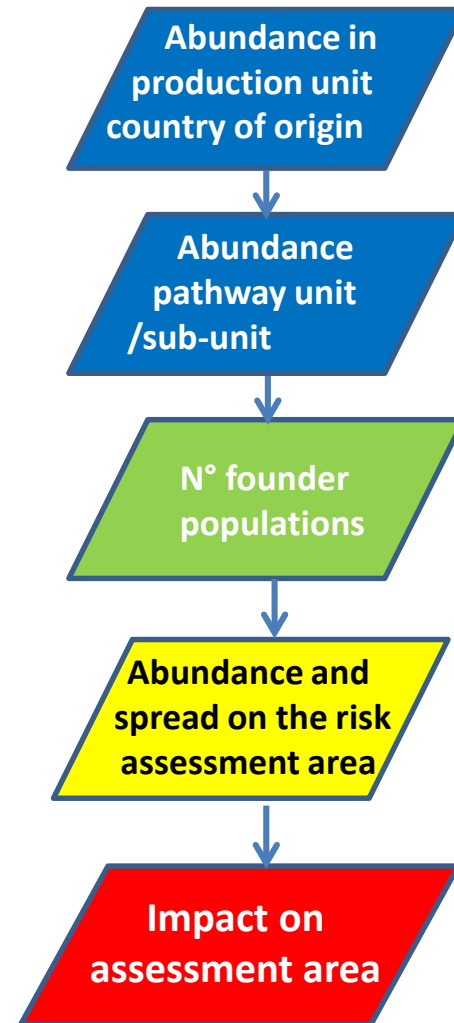 Abundance in
production unit
country of origin
Abundance
pathway unit
/sub-unit
N° founder
populations
Abundance and
spread on the risk
assessment area
Impact on
assessment area